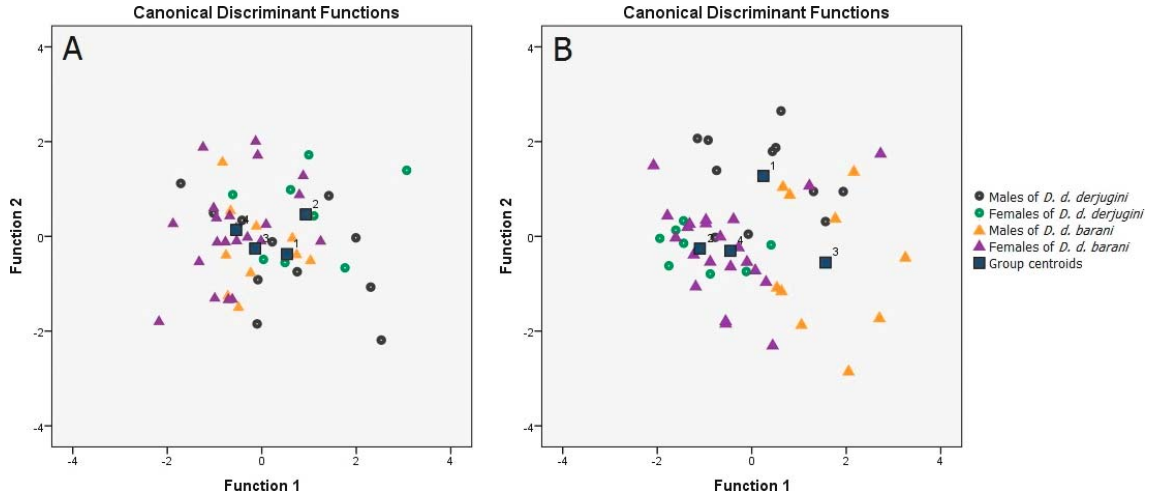 Canonical Discriminant Functions
A
Function 2
4
2
0
-2
-4
-4
-2
0
2
4
Function 1
2
4
3
1
Canonical Discriminant Functions
B
4
2
0
-2
-4
-4
-2
0
2
4
Function 1
1
2
4
3
Males of D. d. derjugini
Females of D. d. derjugini
Males of D. d. barani
Females of D. d. barani
Group centroids